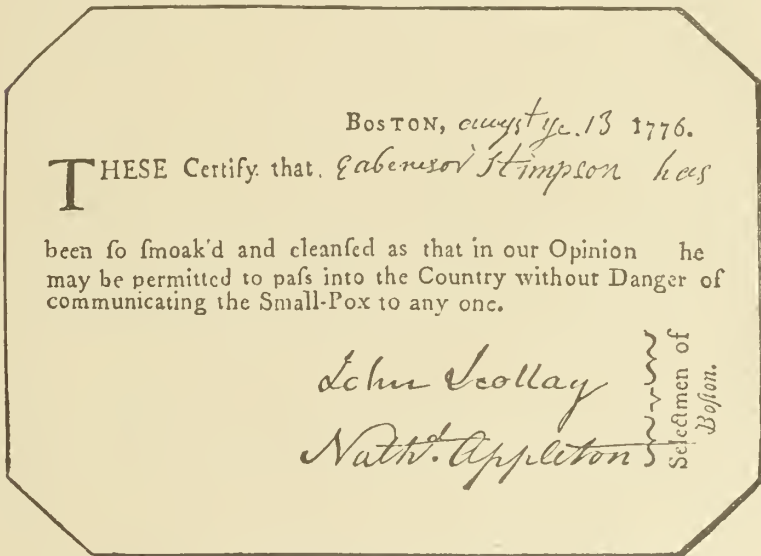 BOSTON, augst ye. 13 1776.
THESE Certify that. Eabenesor Stimpson has
been ſo ſmoak'd and cleanſed as that in our Opinion he
may be permitted to paſs into the Country without Danger of
communicating the Small-Pox to any one.
John Scollay
Nathd. Appleton
Selectmen of
Boſton.